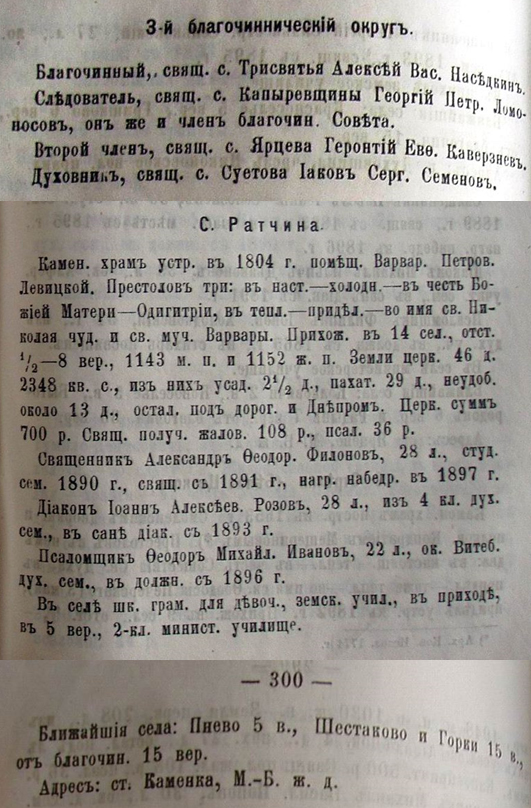 3-й благочинническій округъ.
Благочинный, свящ. с. Трисвятья Алексѣй Вас. Насѣдкинъ.
Слѣдователь, свящ. с. Капыревщины Георгій Петр. Ломо-
носовъ, онъ же и членъ благочин. Совѣта.
Второй членъ, свящ. с. Ярцева Геронтій Евѳ. Каверзневъ.
Духовникъ, свящ. с. Суетова Іаковъ Серг. Семеновъ.
С. Ратчина.
Камен. храмъ устр. въ 1804 г. помѣщ. Варвар. Петров.
Левицкой. Престоловъ три: въ наст.—холодн.—въ честь Бо-
жіей Матери—Одигитріи, въ тепл.—придѣл.—во имя св. Ни-
колая чуд. и св. муч. Варвары. Прихож. въ 14 сел., отст.
1/2—8 вер., 1143 м. п. и 1152 ж. п. Земли церк. 46 д.
2348 кв. с., изъ нихъ усад. 2 1/2 д., пахат. 29 д., неудоб.
около 13 д., остал. подъ дорог. и Днѣпромъ. Церк. суммъ
700 р. Свящ. получ. жалов. 108 р., псал. 36 р.
Священникъ Александръ Ѳеодор. Филоновъ, 28 л., студ.
сем. 1890 г., свящ. съ 1891 г., нагр. набедр. въ 1897 г.
Діаконъ Іоаннъ Алексѣев. Розовъ, 28 л., изъ 4 кл. дух.
сем., въ санѣ діак. съ 1893 г.
Псаломщикъ Ѳеодоръ Михайл. Ивановъ, 22 л., ок. Витеб.
дух. сем., въ должн. съ 1896 г.
Въ селѣ шк. грам. для дѣвоч., земск. учил., въ приходѣ,
въ 5 вер., 2-кл. минист. училище.
— 300 —
Ближайшія села: Пнево 5 в., Шестаково и Горки 15 в.,
отъ благочин. 15 вер.
Адресъ: ст. Каменка, М.-Б. ж. д.